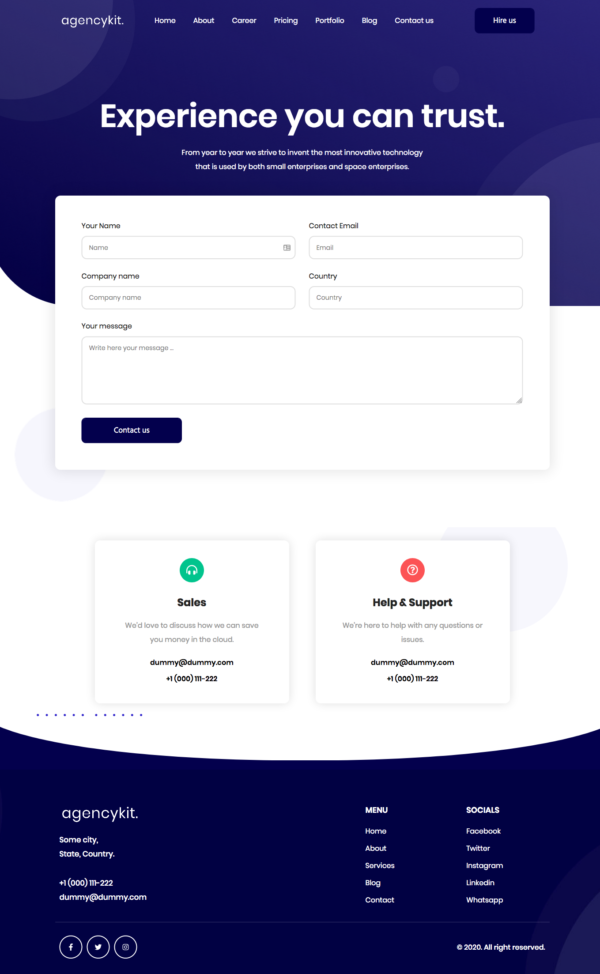 agencykit.
Home About Career Pricing Portfolio Blog Contact us Hire us
Experience you can trust.
From year to year we strive to invent the most innovative technology
that is used by both small enterprises and space enterprises.
Your Name
Name
Contact Email
Email
Company name
Company name
Country
Country
Your message
Write here your message ...
Contact us
Sales
We'd love to discuss how we can save
you money in the cloud.
dummy@dummy.com
+1 (000) 111-222
Help & Support
We're here to help with any questions or
issues.
dummy@dummy.com
+1 (000) 111-222
agencykit.
Some city,
State, Country.
+1 (000) 111-222
dummy@dummy.com
MENU
Home
About
Services
Blog
Contact
SOCIALS
Facebook
Twitter
Instagram
Linkedin
Whatsapp
© 2020. All right reserved.